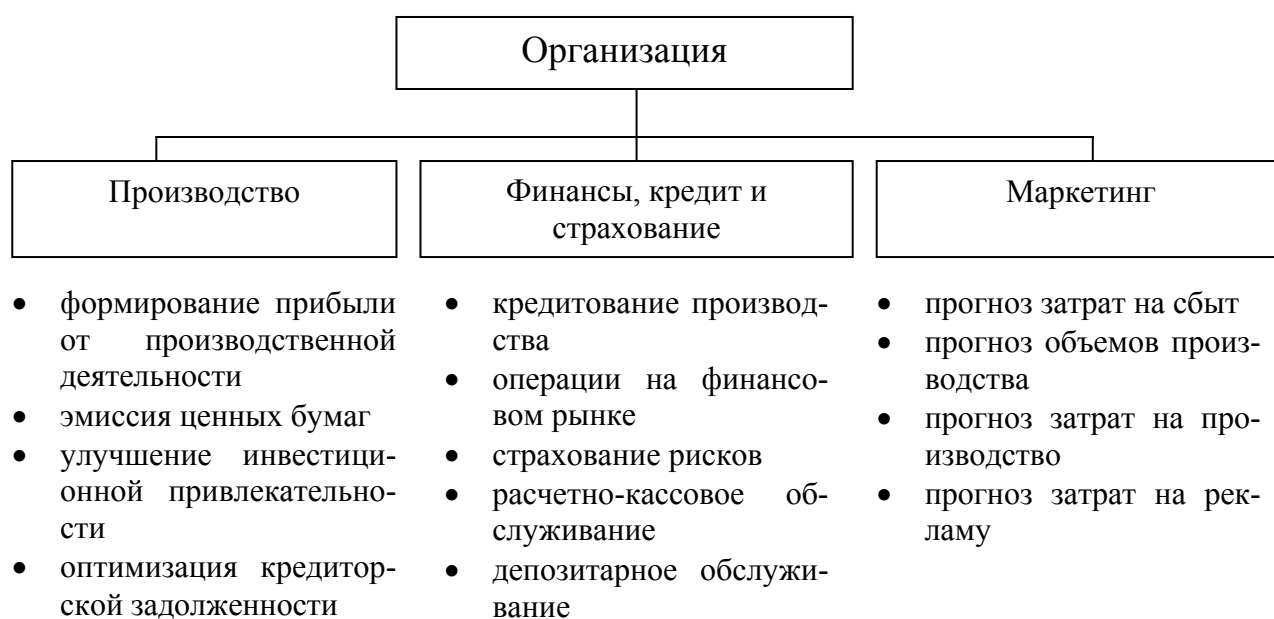 Организация
Производство
Финансы, кредит и
страхование
Маркетинг
• формирование прибыли
от производственной
деятельности
• эмиссия ценных бумаг
• улучшение инвестици-
онной привлекательно-
сти
• оптимизация кредитор-
ской задолженности
• кредитование производ-
ства
• операции на финансо-
вом рынке
• страхование рисков
• расчетно-кассовое об-
служивание
• депозитарное обслужи-
вание
• прогноз затрат на сбыт
• прогноз объемов произ-
водства
• прогноз затрат на про-
изводство
• прогноз затрат на рек-
ламу